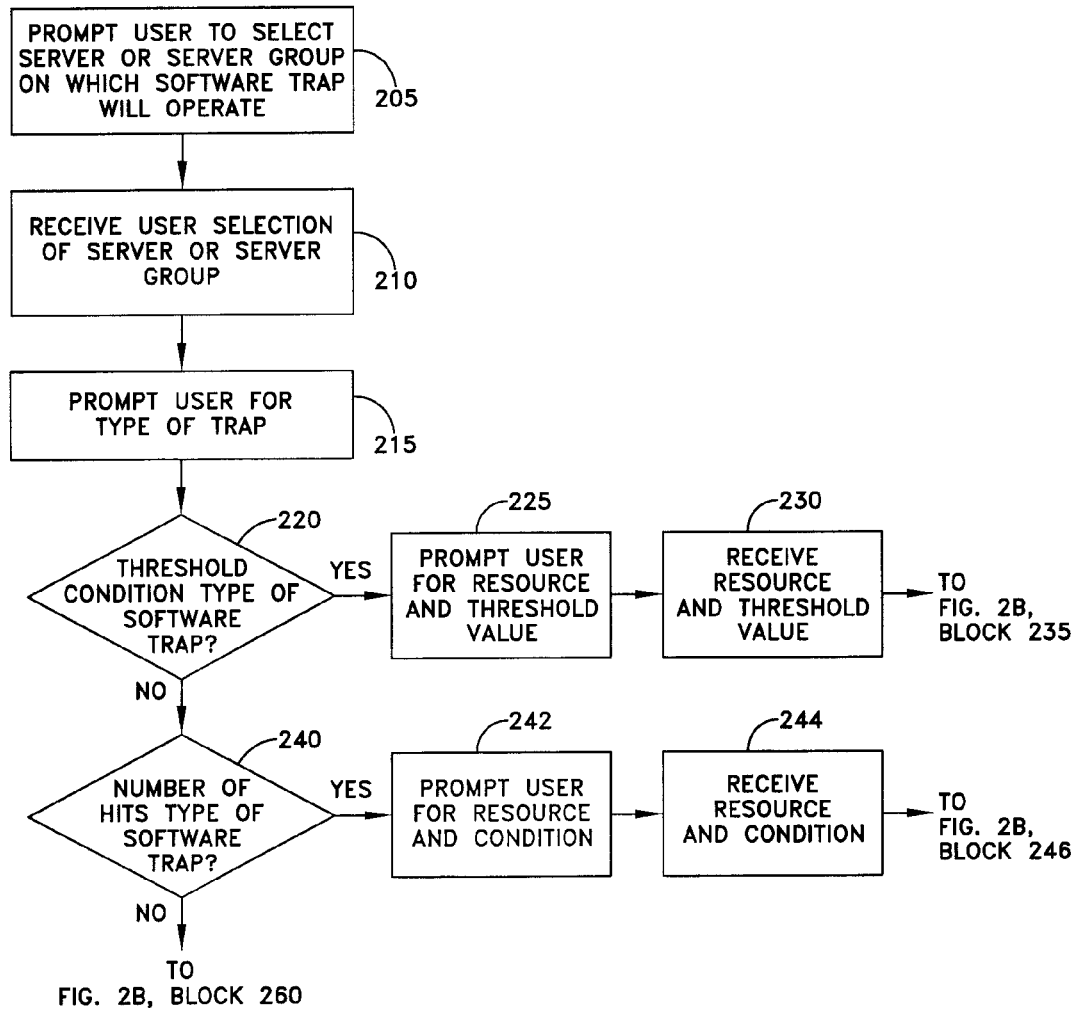 PROMPT USER TO SELECT
SERVER OR SERVER GROUP
ON WHICH SOFTWARE TRAP
WILL OPERATE
205
RECEIVE USER SELECTION
OF SERVER OR SERVER
GROUP
210
PROMPT USER FOR
TYPE OF TRAP
215
220
THRESHOLD
CONDITION TYPE OF
SOFTWARE
TRAP?
YES
NO
225
PROMPT USER
FOR RESOURCE
AND THRESHOLD
VALUE
230
RECEIVE
RESOURCE
AND THRESHOLD
VALUE
TO
FIG. 2B,
BLOCK 235
240
NUMBER OF
HITS TYPE OF
SOFTWARE
TRAP?
YES
NO
242
PROMPT USER
FOR RESOURCE
AND CONDITION
244
RECEIVE
RESOURCE
AND CONDITION
TO
FIG. 2B,
BLOCK 246
TO
FIG. 2B, BLOCK 260